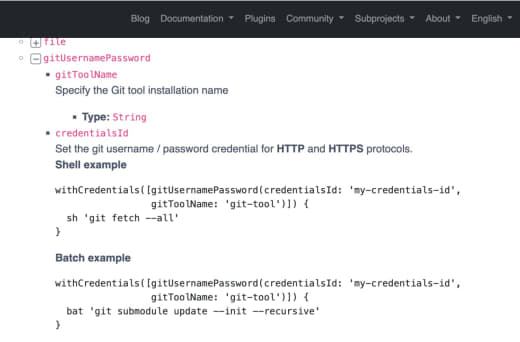 Blog Documentation Plugins Community Subprojects About English
file
gitUsernamePassword
gitToolName
Specify the Git tool installation name
Type: String
credentialsId
Set the git username / password credential for HTTP and HTTPS protocols.
Shell example
withCredentials([gitUsernamePassword(credentialsId: 'my-credentials-id',
                 gitToolName: 'git-tool')]) {
  sh 'git fetch --all'
}
Batch example
withCredentials([gitUsernamePassword(credentialsId: 'my-credentials-id',
                 gitToolName: 'git-tool')]) {
  bat 'git submodule update --init --recursive'
}